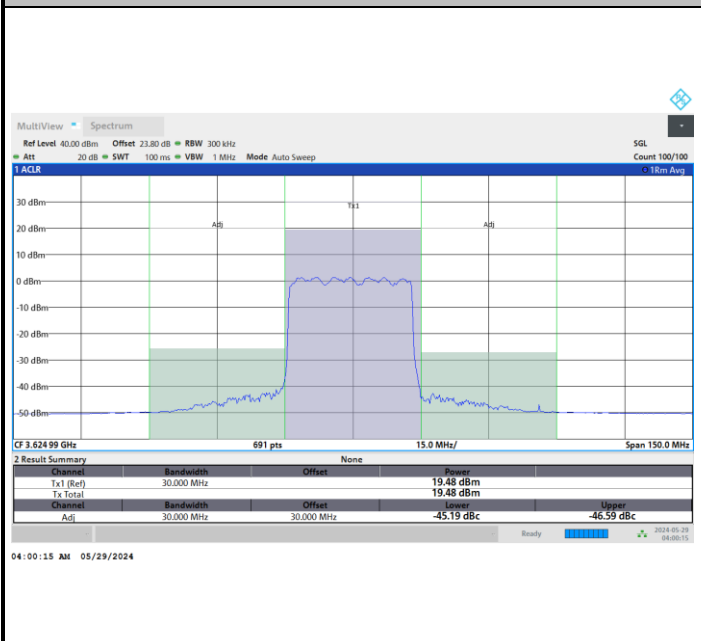 MultiView Spectrum
Ref Level 40.00 dBm Offset 23.80 dB RBW 300 kHz SGL
Att 20 dB SWT 100 ms VBW 1 MHz Mode Auto Sweep Count 100/100
1 ACLR 1Rm Avg
30 dBm
Tx1
20 dBm Adj Adj
10 dBm
0 dBm
-10 dBm
-20 dBm
-30 dBm
-40 dBm
-50 dBm
CF 3.624 99 GHz 691 pts 15.0 MHz/ Span 150.0 MHz
2 Result Summary None
Channel Bandwidth Offset Power
Tx1 (Ref) 30.000 MHz 19.48 dBm
Tx Total 19.48 dBm
Channel Bandwidth Offset Lower Upper
Adj 30.000 MHz 30.000 MHz -45.19 dBc -46.59 dBc
Ready 2024-05-29
04:00:15
04:00:15 AM 05/29/2024